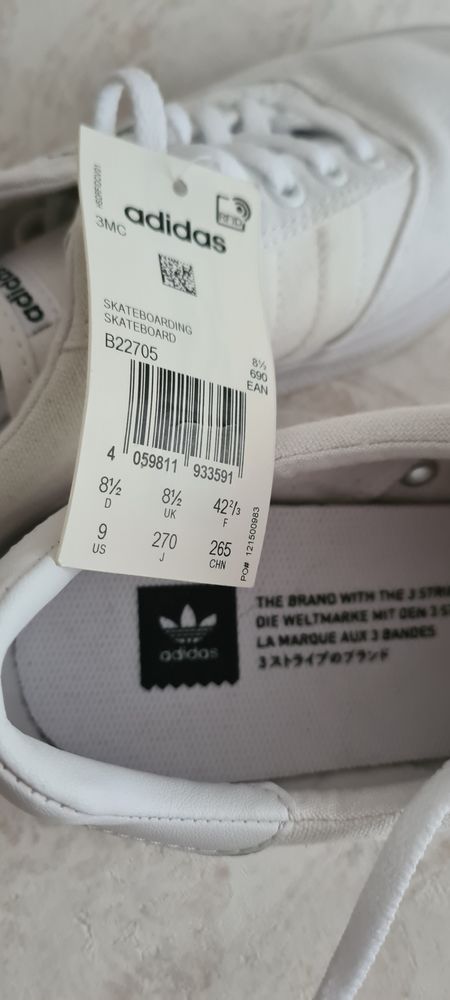 HSDRFGCV01
RFID
adidas
3MC
SKATEBOARDING
SKATEBOARD
B22705
8½
690
EAN
4 059811 933591
8½ 8½ 42⅔
D UK F
9 270 265
US J CHN
PO# 121500983
adidas
adidas
THE BRAND WITH THE 3 STRI
DIE WELTMARKE MIT DEN 3 S
LA MARQUE AUX 3 BANDES
3ストライプのブランド